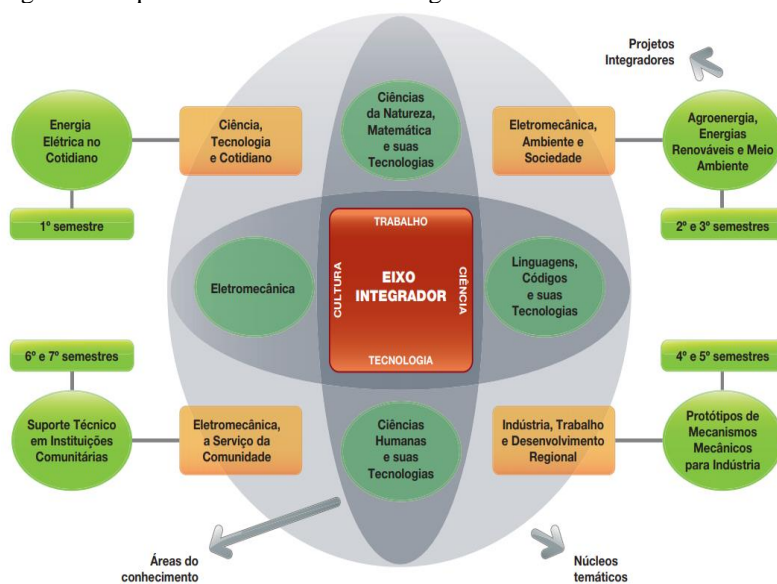 Projetos
Integradores
Energia
Elétrica no
Cotidiano
Ciência,
Tecnologia
e Cotidiano
Ciências
da Natureza,
Matemática
e suas
Tecnologias
Eletromecânica,
Ambiente e
Sociedade
Agroenergia,
Energias
Renováveis e Meio
Ambiente
1º semestre
2º e 3º semestres
Eletromecânica
TRABALHO
CULTURA
EIXO
INTEGRADOR
CIÊNCIA
TECNOLOGIA
Linguagens,
Códigos
e suas
Tecnologias
6º e 7º semestres
4º e 5º semestres
Suporte Técnico
em Instituições
Comunitárias
Eletromecânica,
a Serviço da
Comunidade
Ciências
Humanas
e suas
Tecnologias
Indústria, Trabalho
e Desenvolvimento
Regional
Protótipos de
Mecanismos
Mecânicos
para Indústria
Áreas do
conhecimento
Núcleos
temáticos